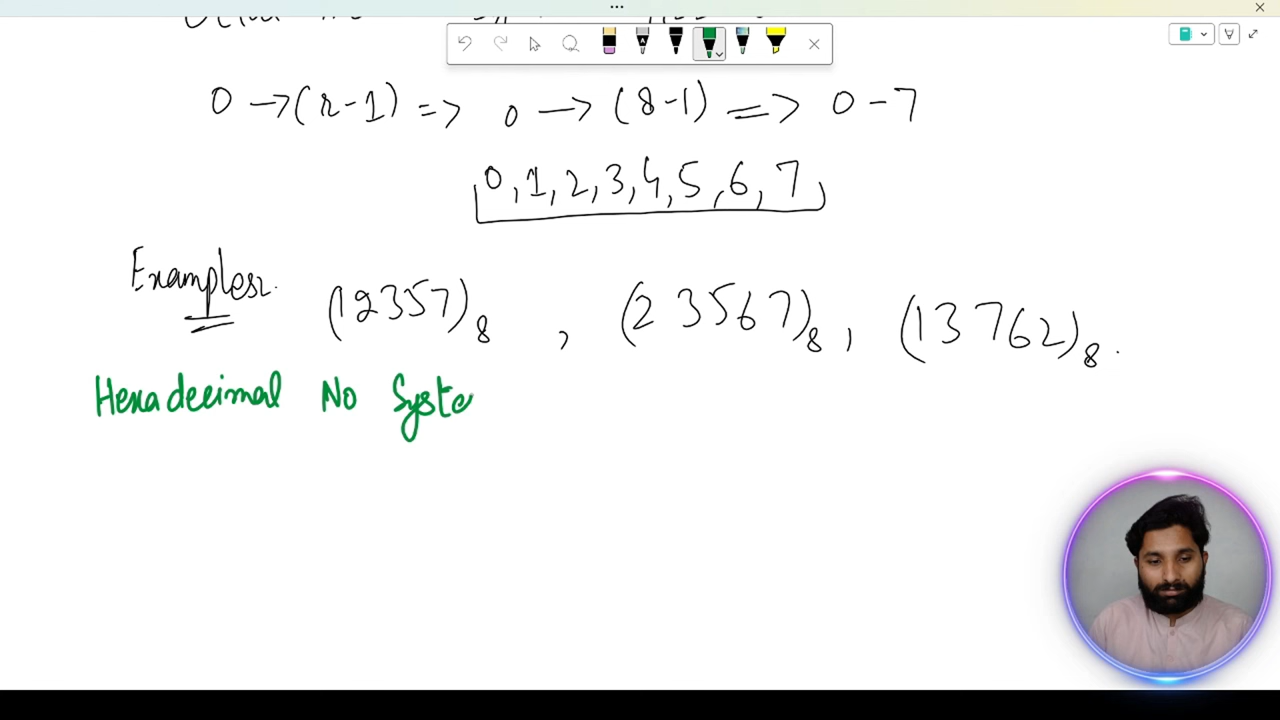 0 → (r-1) => 0 → (8-1) => 0 - 7
0, 1, 2, 3, 4, 5, 6, 7
Examples:
(12357)8 , (23567)8 , (13762)8 .
Hexadecimal No Syste